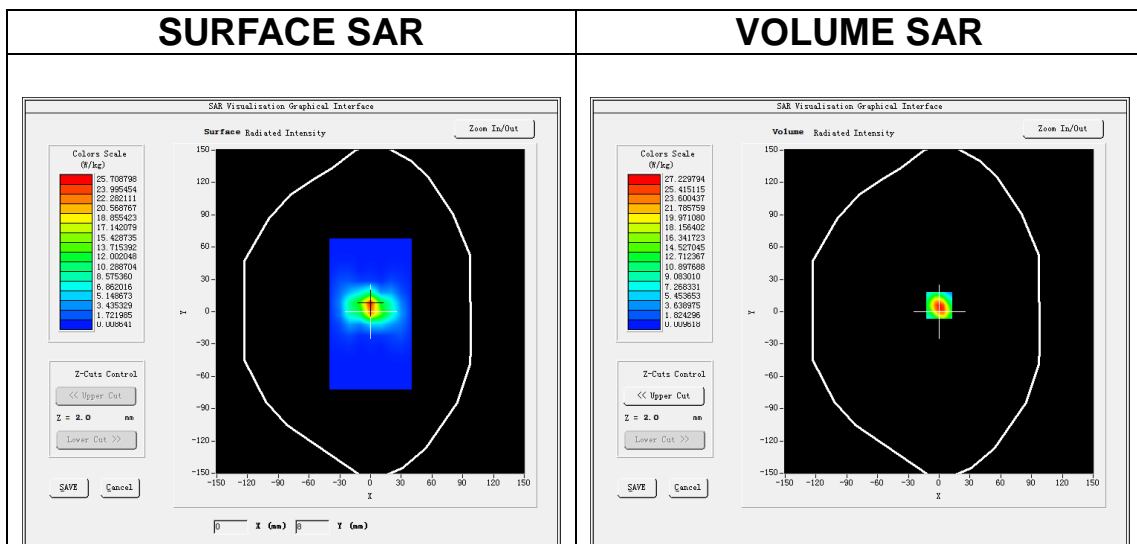 SURFACE SAR
VOLUME SAR
SAR Visualisation Graphical Interface
Surface Radiated Intensity
Zoom In/Out
Colors Scale
(W/kg)
25.708798
23.995454
22.282111
20.568767
18.855423
17.142079
15.428735
13.715392
12.002048
10.288704
8.575360
6.862016
5.148673
3.435329
1.721985
0.008641
150
120
90
60
30
0
-30
-60
-90
-120
-150
Y
-150 -120 -90 -60 -30 0 30 60 90 120 150
X
Z-Cuts Control
<< Upper Cut
Z = 2.0 mm
Lower Cut >>
SAVE Cancel
0 X (mm) 8 Y (mm)
SAR Visualisation Graphical Interface
Volume Radiated Intensity
Zoom In/Out
Colors Scale
(W/kg)
27.229794
25.415115
23.600437
21.785759
19.971080
18.156402
16.341723
14.527045
12.712367
10.897688
9.083010
7.268331
5.453653
3.638975
1.824296
0.009618
150
120
90
60
30
0
-30
-60
-90
-120
-150
Y
-150 -120 -90 -60 -30 0 30 60 90 120 150
X
Z-Cuts Control
<< Upper Cut
Z = 2.0 mm
Lower Cut >>
SAVE Cancel